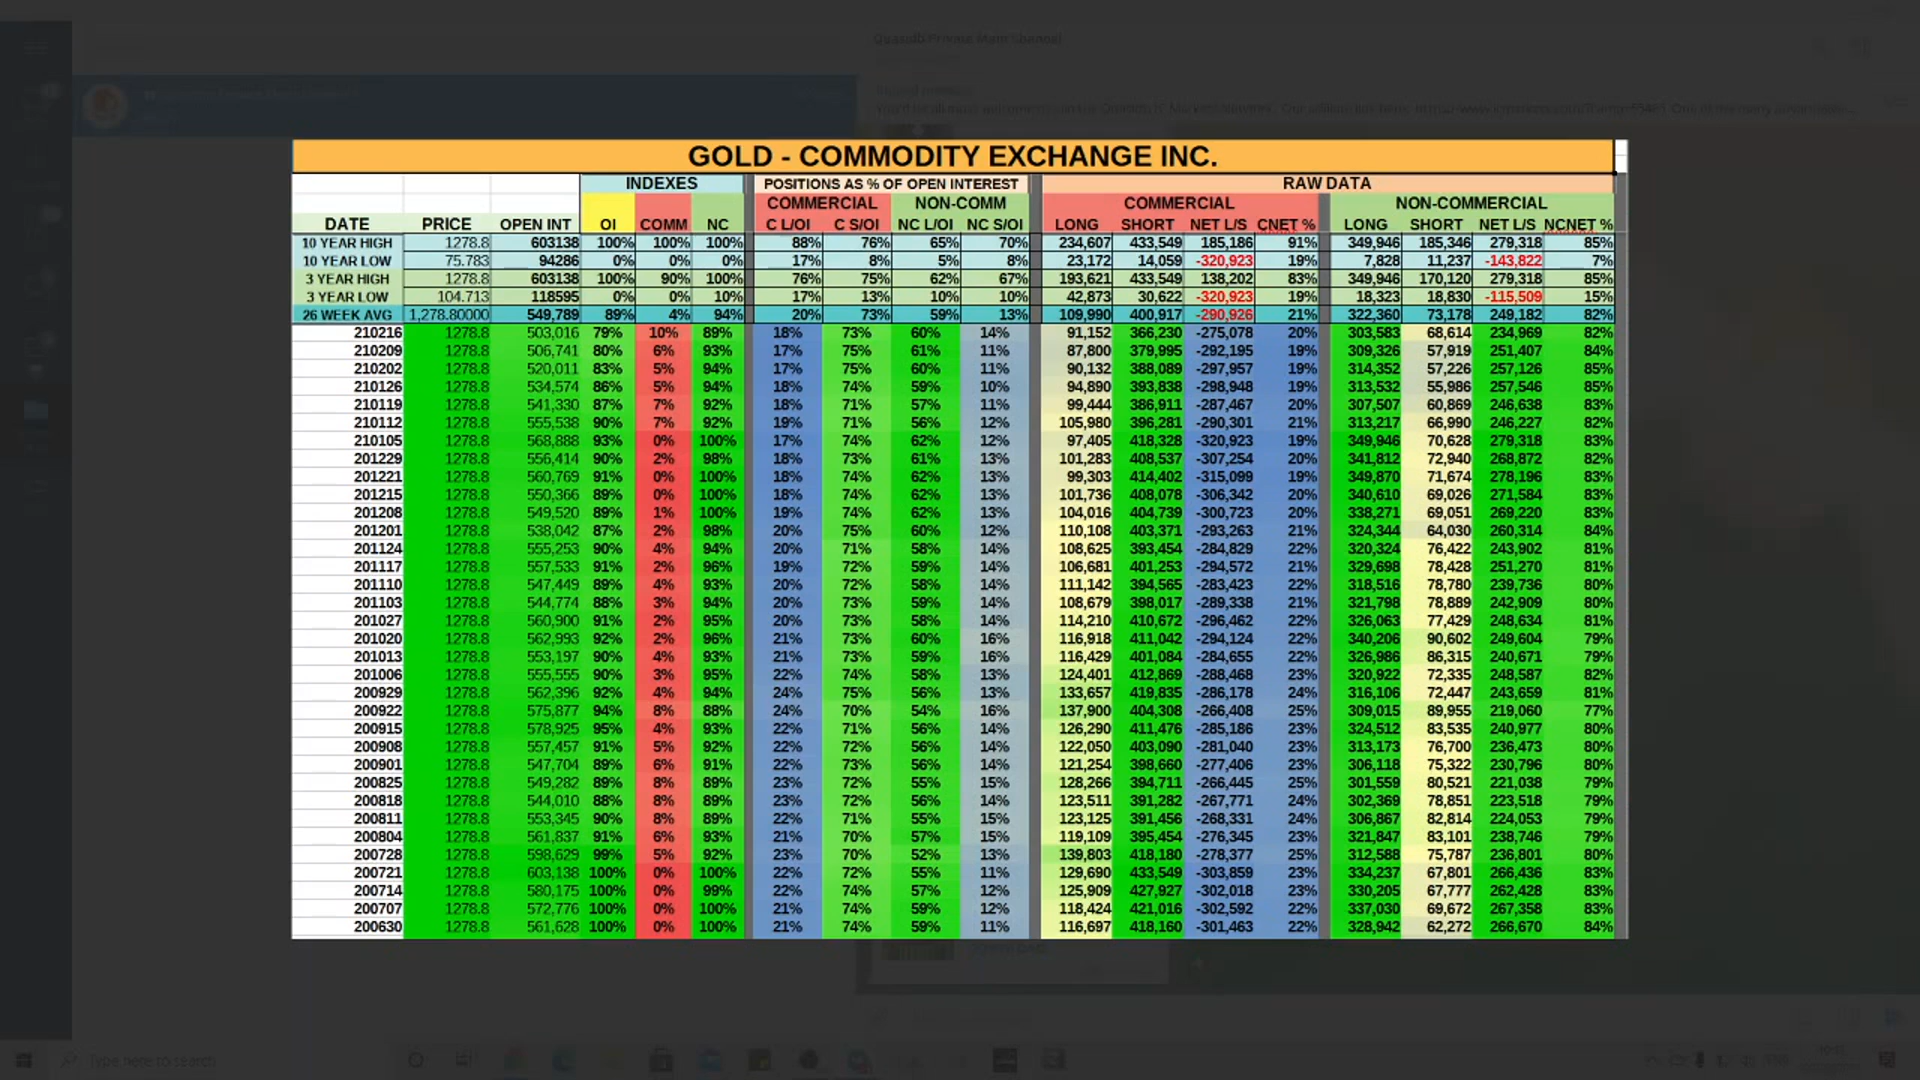 Quasulb Private Main Channel
GOLD - COMMODITY EXCHANGE INC.
INDEXES POSITIONS AS % OF OPEN INTEREST RAW DATA
COMMERCIAL NON-COMM COMMERCIAL NON-COMMERCIAL
DATE PRICE OPEN INT OI COMM NC C L/OI C S/OI NC L/OI NC S/OI LONG SHORT NET L/S CNET % LONG SHORT NET L/S NCNET %
10 YEAR HIGH 1278.8 603138 100% 100% 100% 88% 76% 65% 70% 234,607 433,549 185,186 91% 349,946 185,346 279,318 85%
10 YEAR LOW 75.783 94286 0% 0% 0% 17% 8% 5% 8% 23,172 14,059 -320,923 19% 7,828 11,237 -143,822 7%
3 YEAR HIGH 1278.8 603138 100% 90% 100% 76% 75% 62% 67% 193,621 433,549 138,202 83% 349,946 170,120 279,318 85%
3 YEAR LOW 104.713 118595 0% 0% 10% 17% 13% 10% 10% 42,873 30,622 -320,923 19% 18,323 18,830 -115,509 15%
26 WEEK AVG 1,278.80000 549,789 89% 4% 94% 20% 73% 59% 13% 109,990 400,917 -290,926 21% 322,360 73,178 249,182 82%
210216 1278.8 503,016 79% 10% 89% 18% 73% 60% 14% 91,152 366,230 -275,078 20% 303,583 68,614 234,969 82%
210209 1278.8 506,741 80% 6% 93% 17% 75% 61% 11% 87,800 379,995 -292,195 19% 309,326 57,919 251,407 84%
210202 1278.8 520,011 83% 5% 94% 17% 75% 60% 11% 90,132 388,089 -297,957 19% 314,352 57,226 257,126 85%
210126 1278.8 534,574 86% 5% 94% 18% 74% 59% 10% 94,890 393,838 -298,948 19% 313,532 55,986 257,546 85%
210119 1278.8 541,330 87% 7% 92% 18% 71% 57% 11% 99,444 386,911 -287,467 20% 307,507 60,869 246,638 83%
210112 1278.8 555,538 90% 7% 92% 19% 71% 56% 12% 105,980 396,281 -290,301 21% 313,217 66,990 246,227 82%
210105 1278.8 568,888 93% 0% 100% 17% 74% 62% 12% 97,405 418,328 -320,923 19% 349,946 70,628 279,318 83%
201229 1278.8 556,414 90% 2% 98% 18% 73% 61% 13% 101,283 408,537 -307,254 20% 341,812 72,940 268,872 82%
201221 1278.8 560,769 91% 0% 100% 18% 74% 62% 13% 99,303 414,402 -315,099 19% 349,870 71,674 278,196 83%
201215 1278.8 550,366 89% 0% 100% 18% 74% 62% 13% 101,736 408,078 -306,342 20% 340,610 69,026 271,584 83%
201208 1278.8 549,520 89% 1% 100% 19% 74% 62% 13% 104,016 404,739 -300,723 20% 338,271 69,051 269,220 83%
201201 1278.8 538,042 87% 2% 98% 20% 75% 60% 12% 110,108 403,371 -293,263 21% 324,344 64,030 260,314 84%
201124 1278.8 555,253 90% 4% 94% 20% 71% 58% 14% 108,625 393,454 -284,829 22% 320,324 76,422 243,902 81%
201117 1278.8 557,533 91% 2% 96% 19% 72% 59% 14% 106,681 401,253 -294,572 21% 329,698 78,428 251,270 81%
201110 1278.8 547,449 89% 4% 93% 20% 72% 58% 14% 111,142 394,565 -283,423 22% 318,516 78,780 239,736 80%
201103 1278.8 544,774 88% 3% 94% 20% 73% 59% 14% 108,679 398,017 -289,338 21% 321,798 78,889 242,909 80%
201027 1278.8 560,900 91% 2% 95% 20% 73% 58% 14% 114,210 410,672 -296,462 22% 326,063 77,429 248,634 81%
201020 1278.8 562,993 92% 2% 96% 21% 73% 60% 16% 116,918 411,042 -294,124 22% 340,206 90,602 249,604 79%
201013 1278.8 553,197 90% 4% 93% 21% 73% 59% 16% 116,429 401,084 -284,655 22% 326,986 86,315 240,671 79%
201006 1278.8 555,555 90% 3% 95% 22% 74% 58% 13% 124,401 412,869 -288,468 23% 320,922 72,335 248,587 82%
200929 1278.8 562,396 92% 4% 94% 24% 75% 56% 13% 133,657 419,835 -286,178 24% 316,106 72,447 243,659 81%
200922 1278.8 575,877 94% 8% 88% 24% 70% 54% 16% 137,900 404,308 -266,408 25% 309,015 89,955 219,060 77%
200915 1278.8 578,925 95% 4% 93% 22% 71% 56% 14% 126,290 411,476 -285,186 23% 324,512 83,535 240,977 80%
200908 1278.8 557,457 91% 5% 92% 22% 72% 56% 14% 122,050 403,090 -281,040 23% 313,173 76,700 236,473 80%
200901 1278.8 547,704 89% 6% 91% 22% 73% 56% 14% 121,254 398,660 -277,406 23% 306,118 75,322 230,796 80%
200825 1278.8 549,282 89% 8% 89% 23% 72% 55% 15% 128,266 394,711 -266,445 25% 301,559 80,521 221,038 79%
200818 1278.8 544,010 88% 8% 89% 23% 72% 56% 14% 123,511 391,282 -267,771 24% 302,369 78,851 223,518 79%
200811 1278.8 553,345 90% 8% 89% 22% 71% 55% 15% 123,125 391,456 -268,331 24% 306,867 82,814 224,053 79%
200804 1278.8 561,837 91% 6% 93% 21% 70% 57% 15% 119,109 395,454 -276,345 23% 321,847 83,101 238,746 79%
200728 1278.8 598,629 99% 5% 92% 23% 70% 52% 13% 139,803 418,180 -278,377 25% 312,588 75,787 236,801 80%
200721 1278.8 603,138 100% 0% 100% 22% 72% 55% 11% 129,690 433,549 -303,859 23% 334,237 67,801 266,436 83%
200714 1278.8 580,175 100% 0% 99% 22% 74% 57% 12% 125,909 427,927 -302,018 23% 330,205 67,777 262,428 83%
200707 1278.8 572,776 100% 0% 100% 21% 74% 59% 12% 118,424 421,016 -302,592 22% 337,030 69,672 267,358 83%
200630 1278.8 561,628 100% 0% 100% 21% 74% 59% 11% 116,697 418,160 -301,463 22% 328,942 62,272 266,670 84%
Type here to search